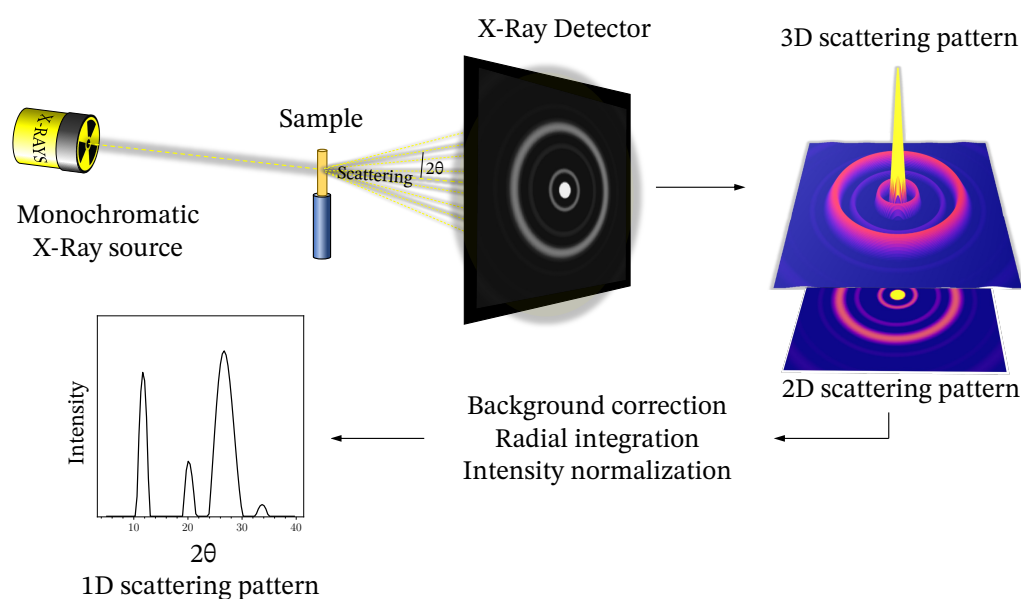 X-Ray Detector
3D scattering pattern
X-RAYS
Sample
Scattering
2θ
Monochromatic
X-Ray source
2D scattering pattern
Background correction
Radial integration
Intensity normalization
Intensity
10 20 30 40
2θ
1D scattering pattern